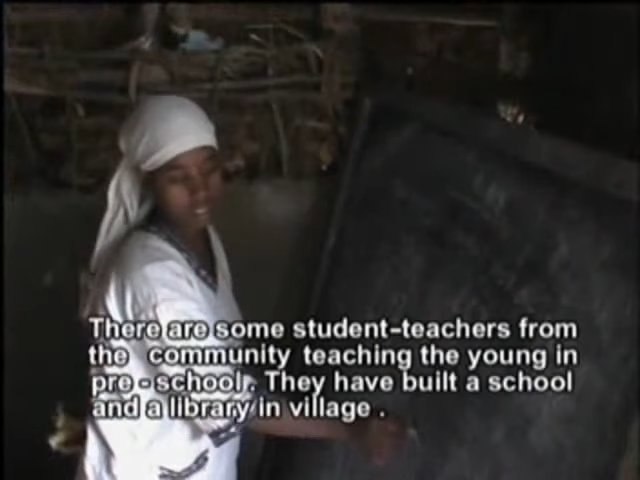 There are some student-teachers from
the community teaching the young in
pre - school . They have built a school
and a library in village .